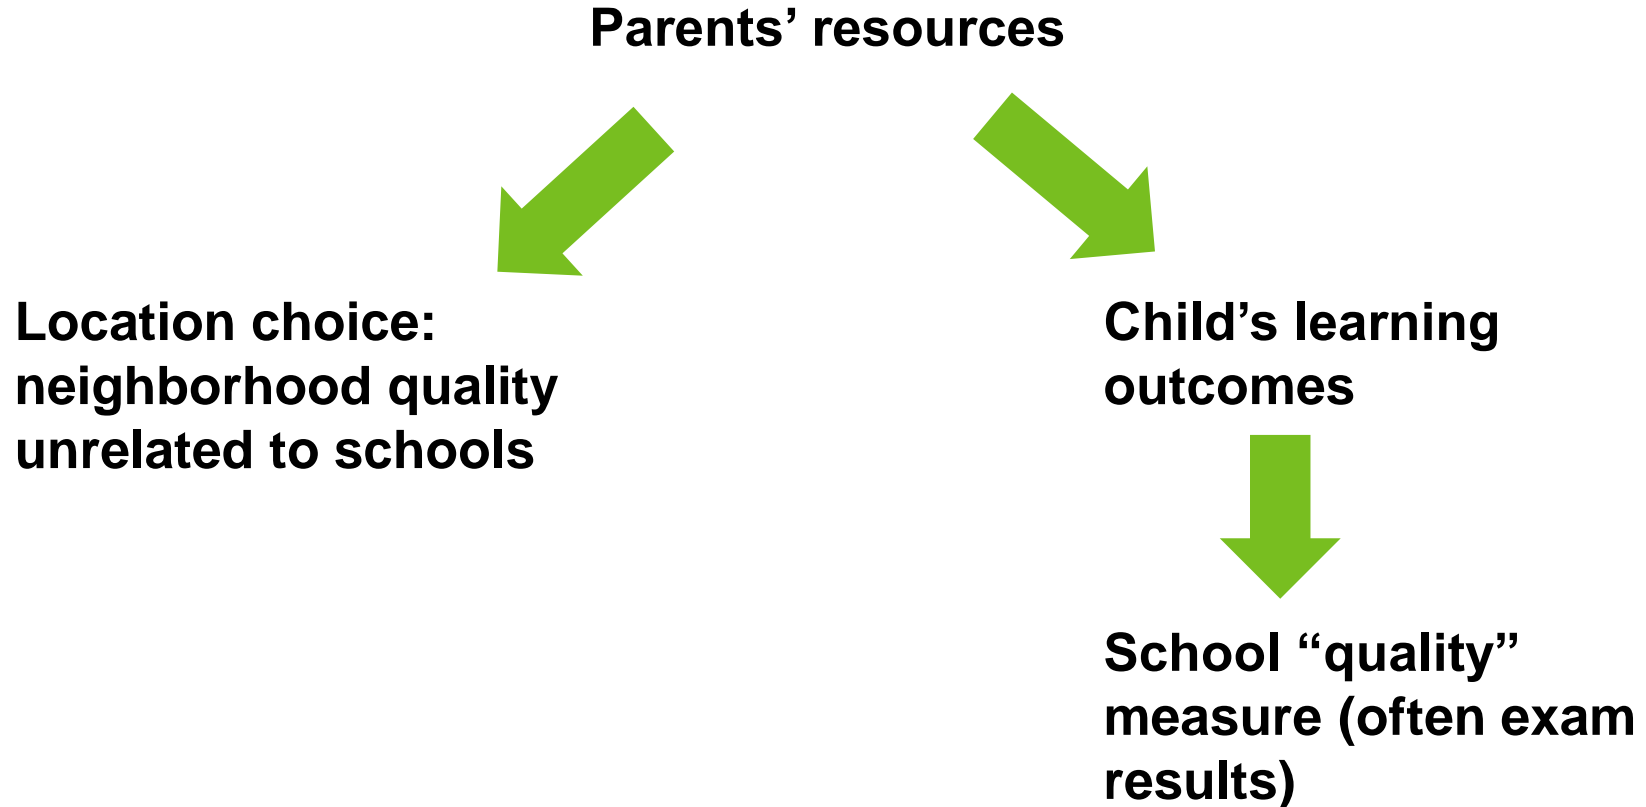 Parents’ resources
Location choice:
neighborhood quality
unrelated to schools
Child’s learning
outcomes
School “quality”
measure (often exam
results)